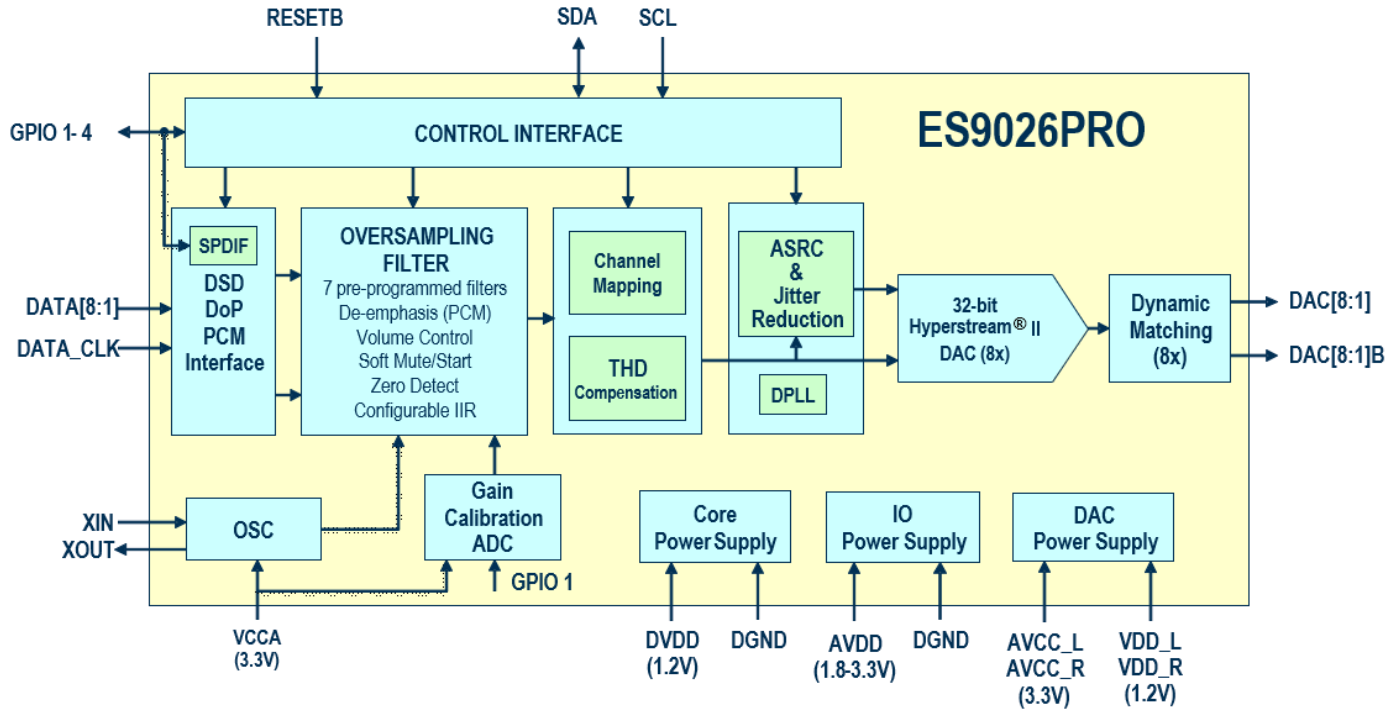 RESETB
SDA
SCL
GPIO 1- 4
CONTROL INTERFACE
ES9026PRO
SPDIF
DSD
DoP
PCM
Interface
DATA[8:1]
DATA_CLK
OVERSAMPLING
FILTER
7 pre-programmed filters
De-emphasis (PCM)
Volume Control
Soft Mute/Start
Zero Detect
Configurable IIR
Channel
Mapping
THD
Compensation
ASRC
&
Jitter
Reduction
DPLL
32-bit
Hyperstream® II
DAC (8x)
Dynamic
Matching
(8x)
DAC[8:1]
DAC[8:1]B
XIN
XOUT
OSC
Gain
Calibration
ADC
GPIO 1
Core
Power Supply
IO
Power Supply
DAC
Power Supply
VCCA
(3.3V)
DVDD
(1.2V)
DGND
AVDD
(1.8-3.3V)
DGND
AVCC_L
AVCC_R
(3.3V)
VDD_L
VDD_R
(1.2V)